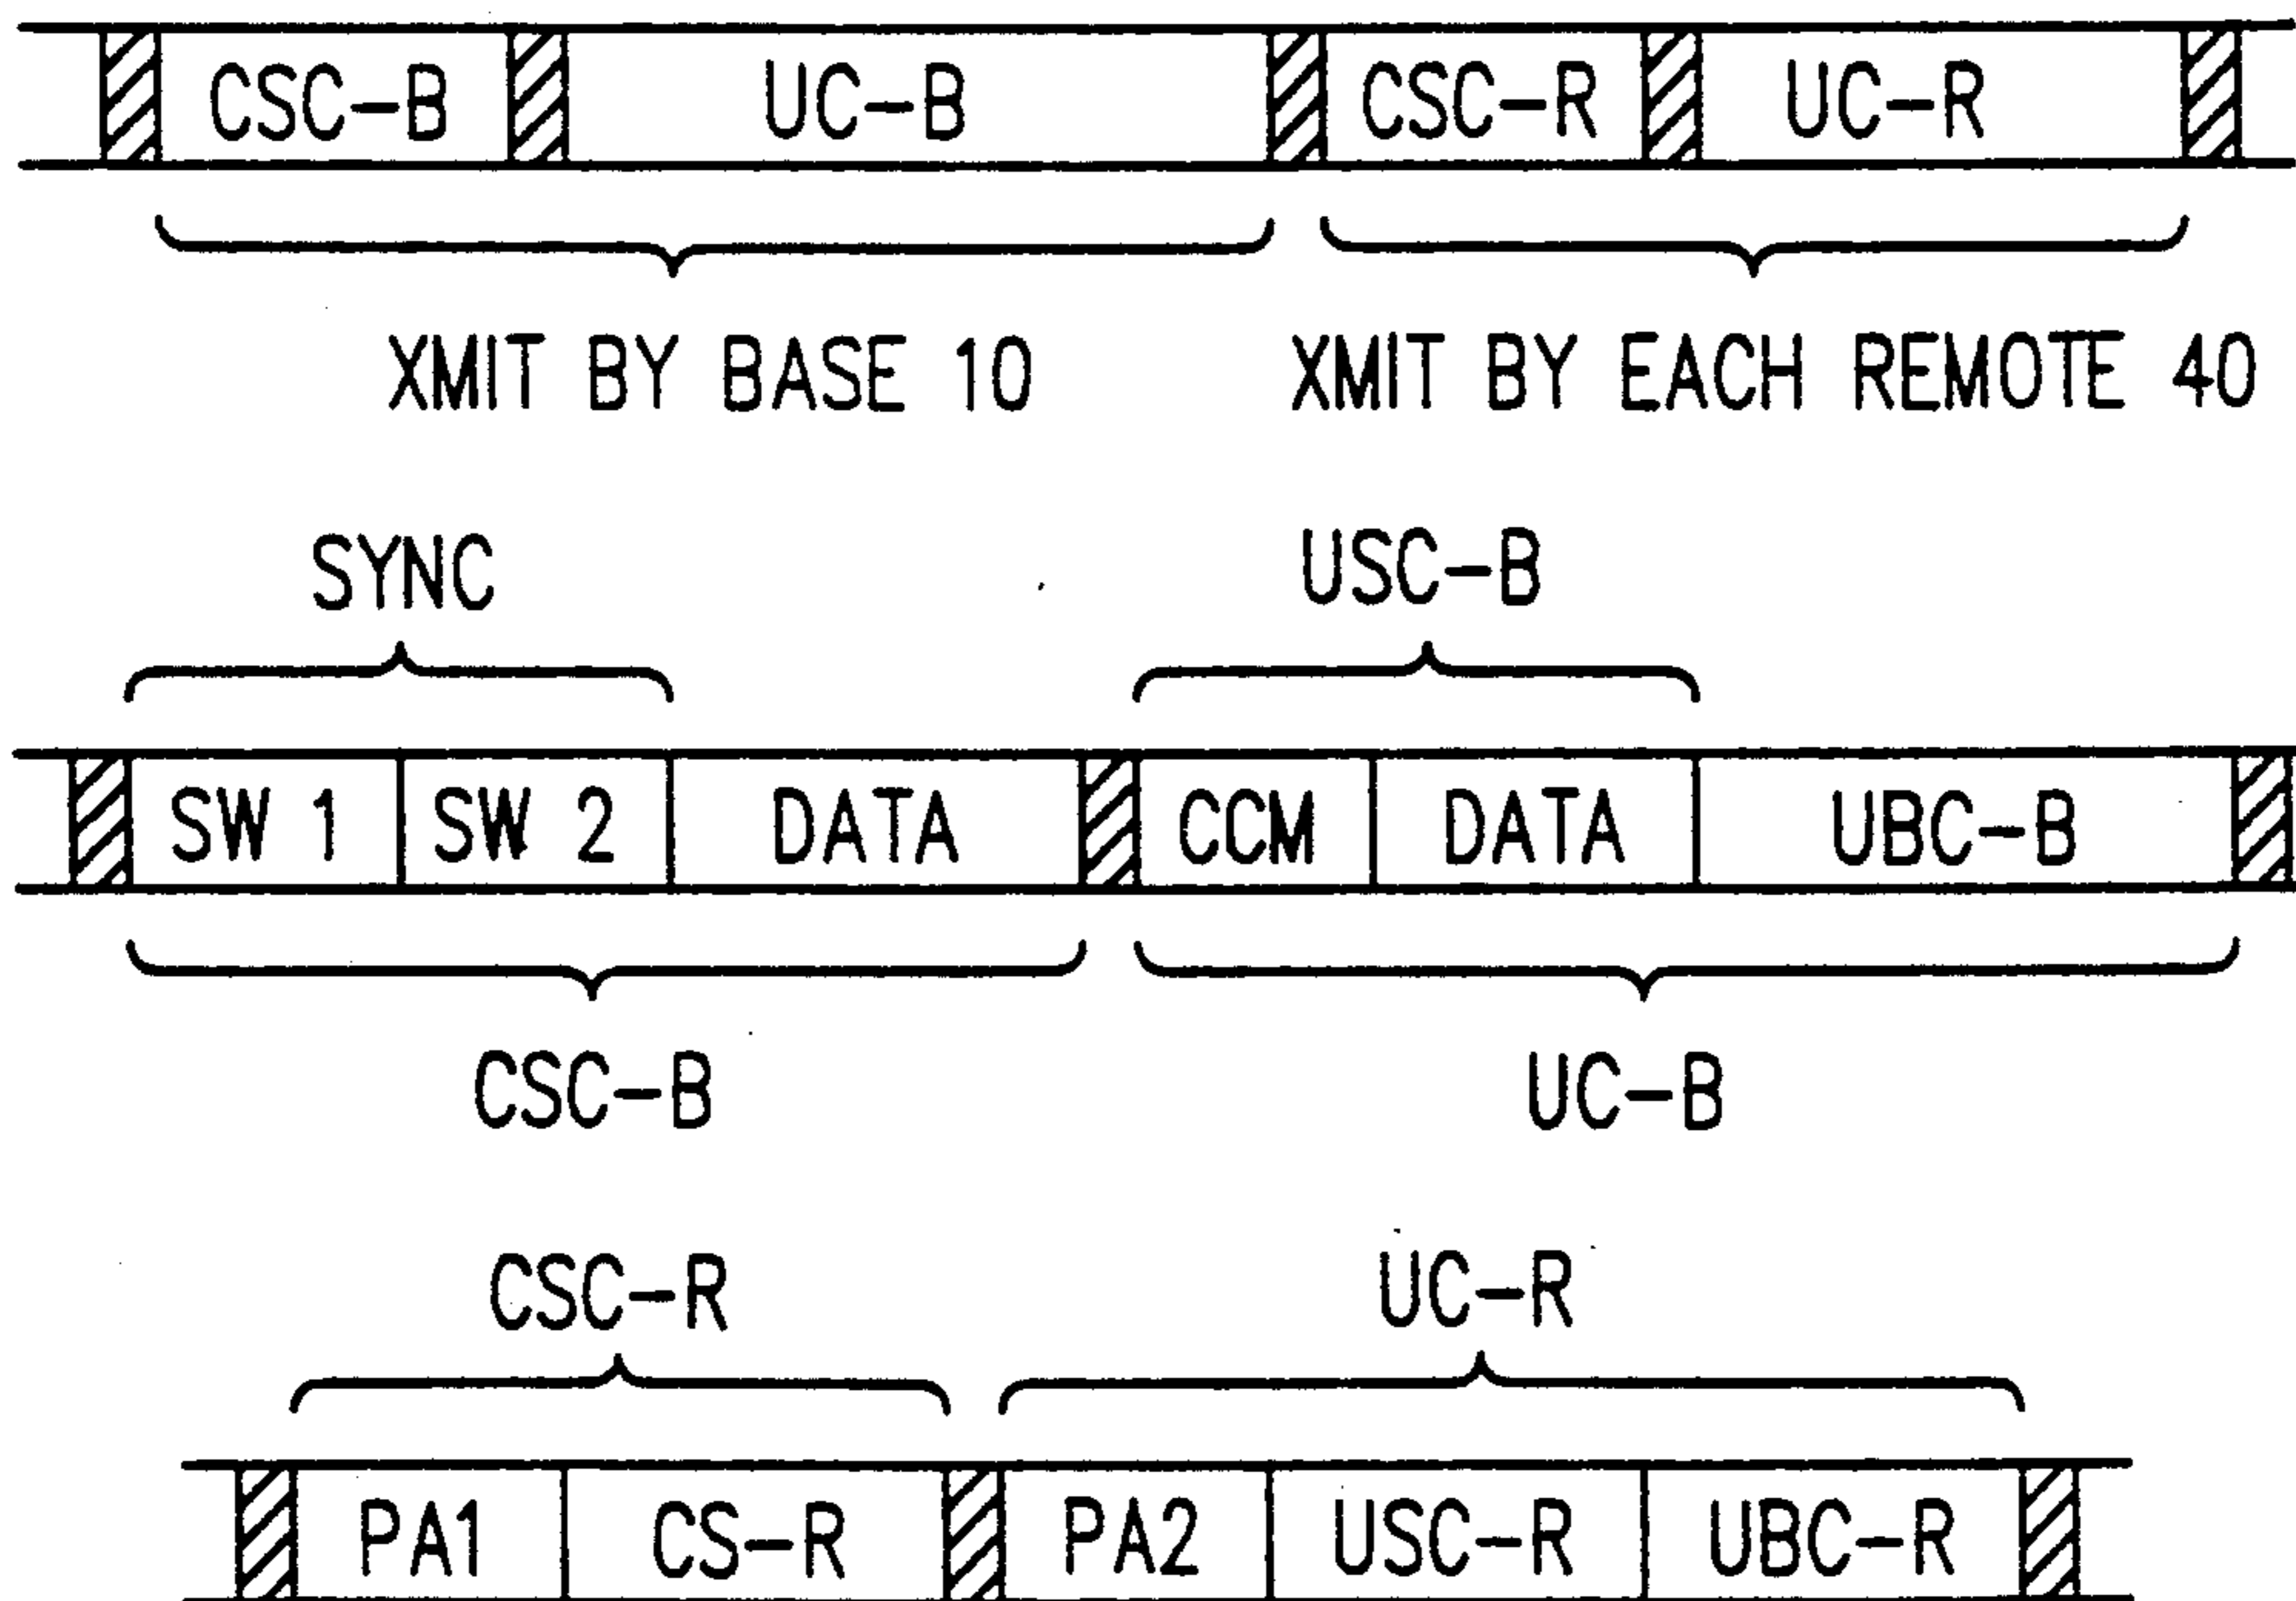 CSC-B UC-B CSC-R UC-R
XMIT BY BASE 10 XMIT BY EACH REMOTE 40
SYNC USC-B
SW 1 SW 2 DATA CCM DATA UBC-B
CSC-B UC-B
CSC-R UC-R
PA1 CS-R PA2 USC-R UBC-R